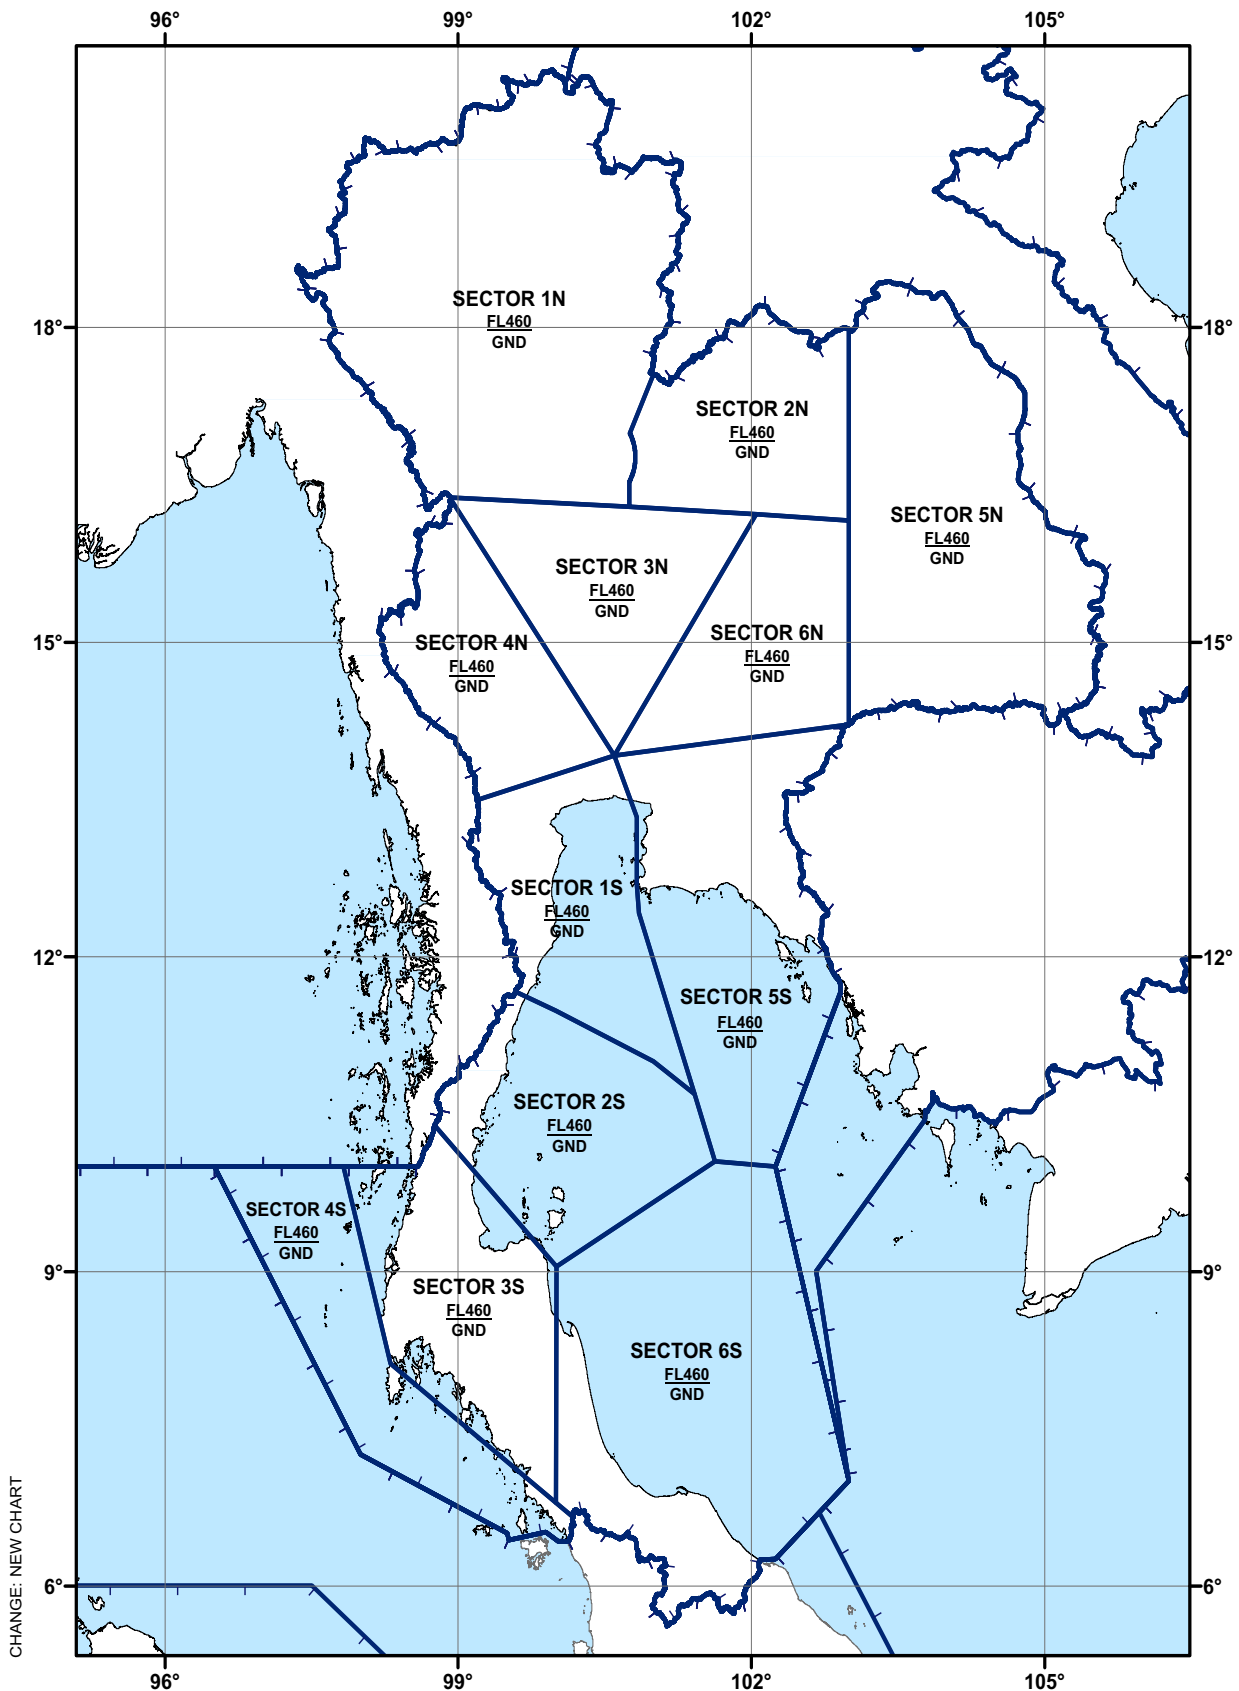 96°
99°
102°
105°
SECTOR 1N
FL460
GND
18°
18°
SECTOR 2N
FL460
GND
SECTOR 5N
FL460
GND
SECTOR 3N
FL460
GND
SECTOR 6N
FL460
GND
15°
15°
SECTOR 4N
FL460
GND
SECTOR 1S
FL460
GND
12°
12°
SECTOR 5S
FL460
GND
SECTOR 2S
FL460
GND
SECTOR 4S
FL460
GND
9°
9°
SECTOR 3S
FL460
GND
SECTOR 6S
FL460
GND
CHANGE: NEW CHART
6°
6°
96°
99°
102°
105°